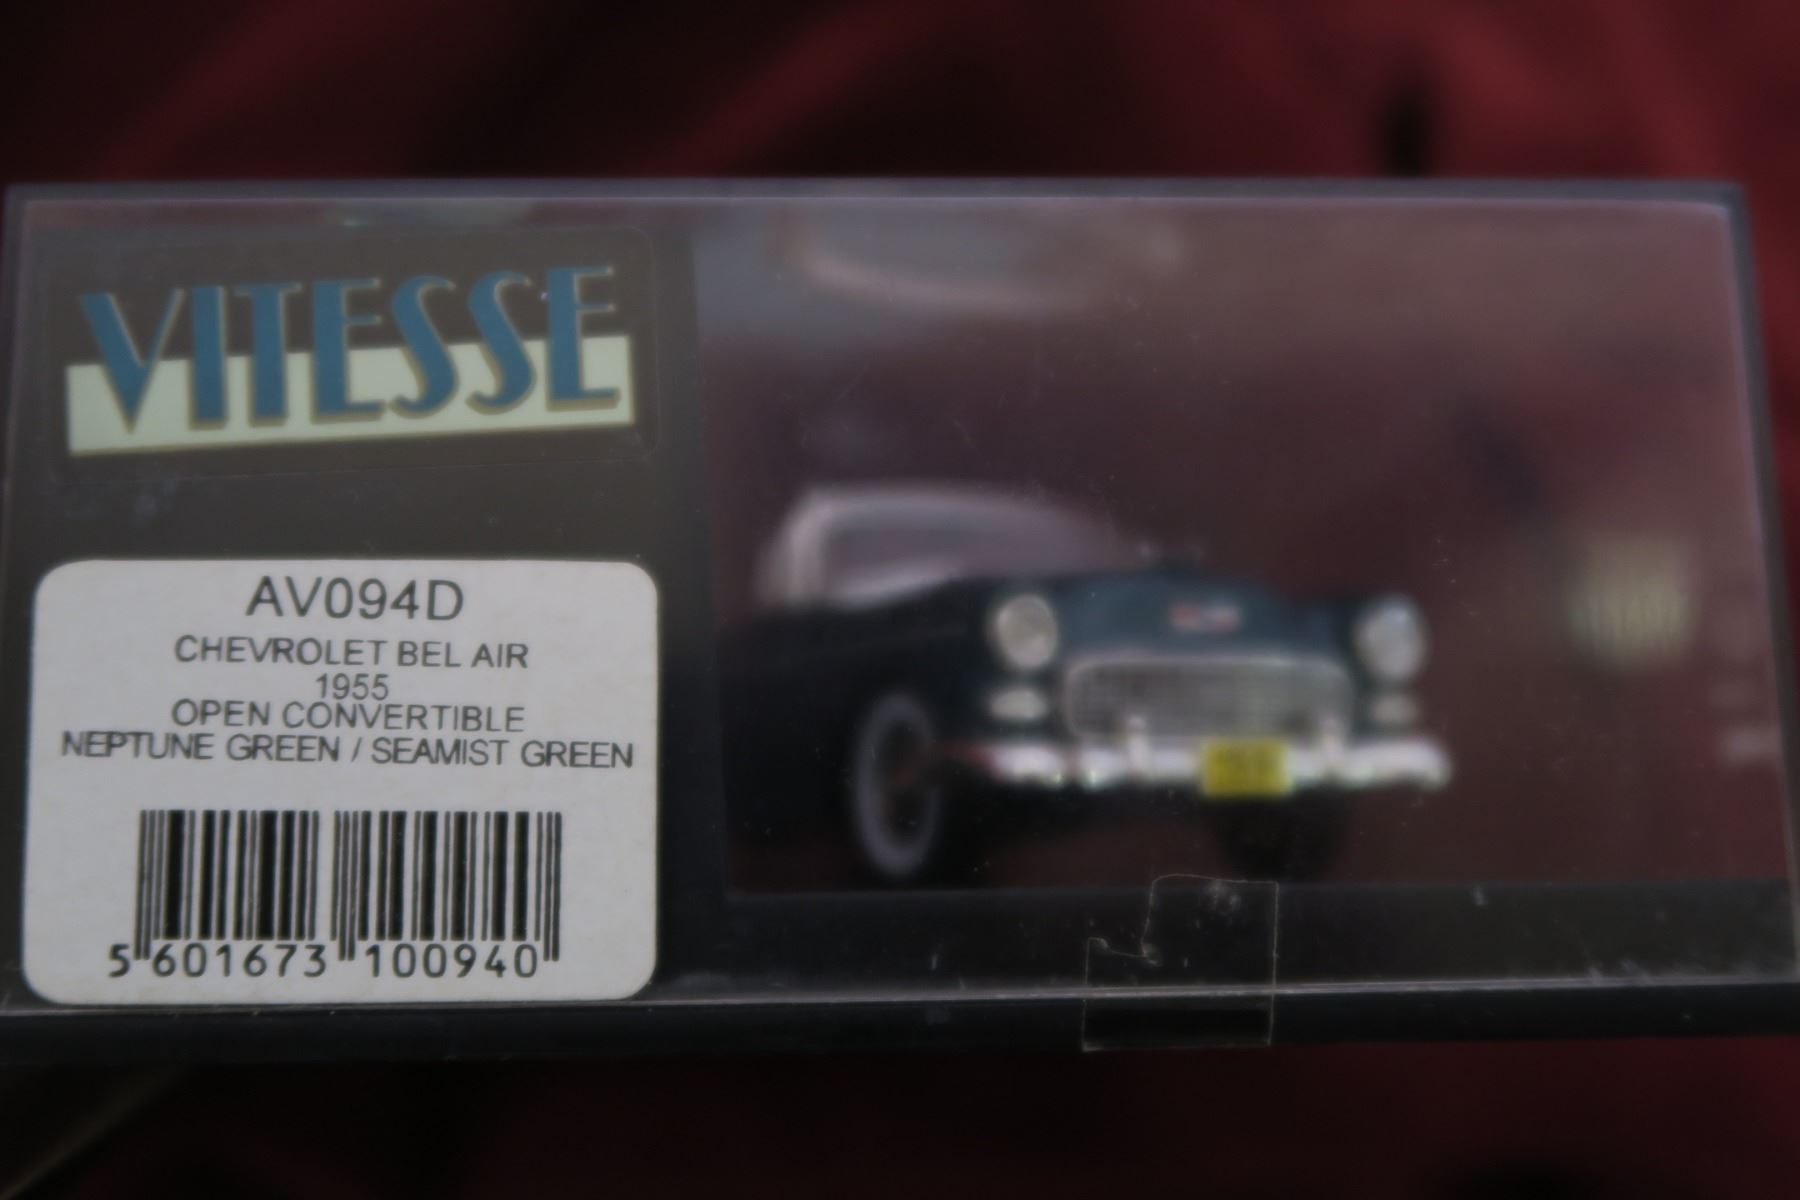 VITESSE
AV094D
CHEVROLET BEL AIR
1955
OPEN CONVERTIBLE
NEPTUNE GREEN / SEAMIST GREEN
5 601673 100940